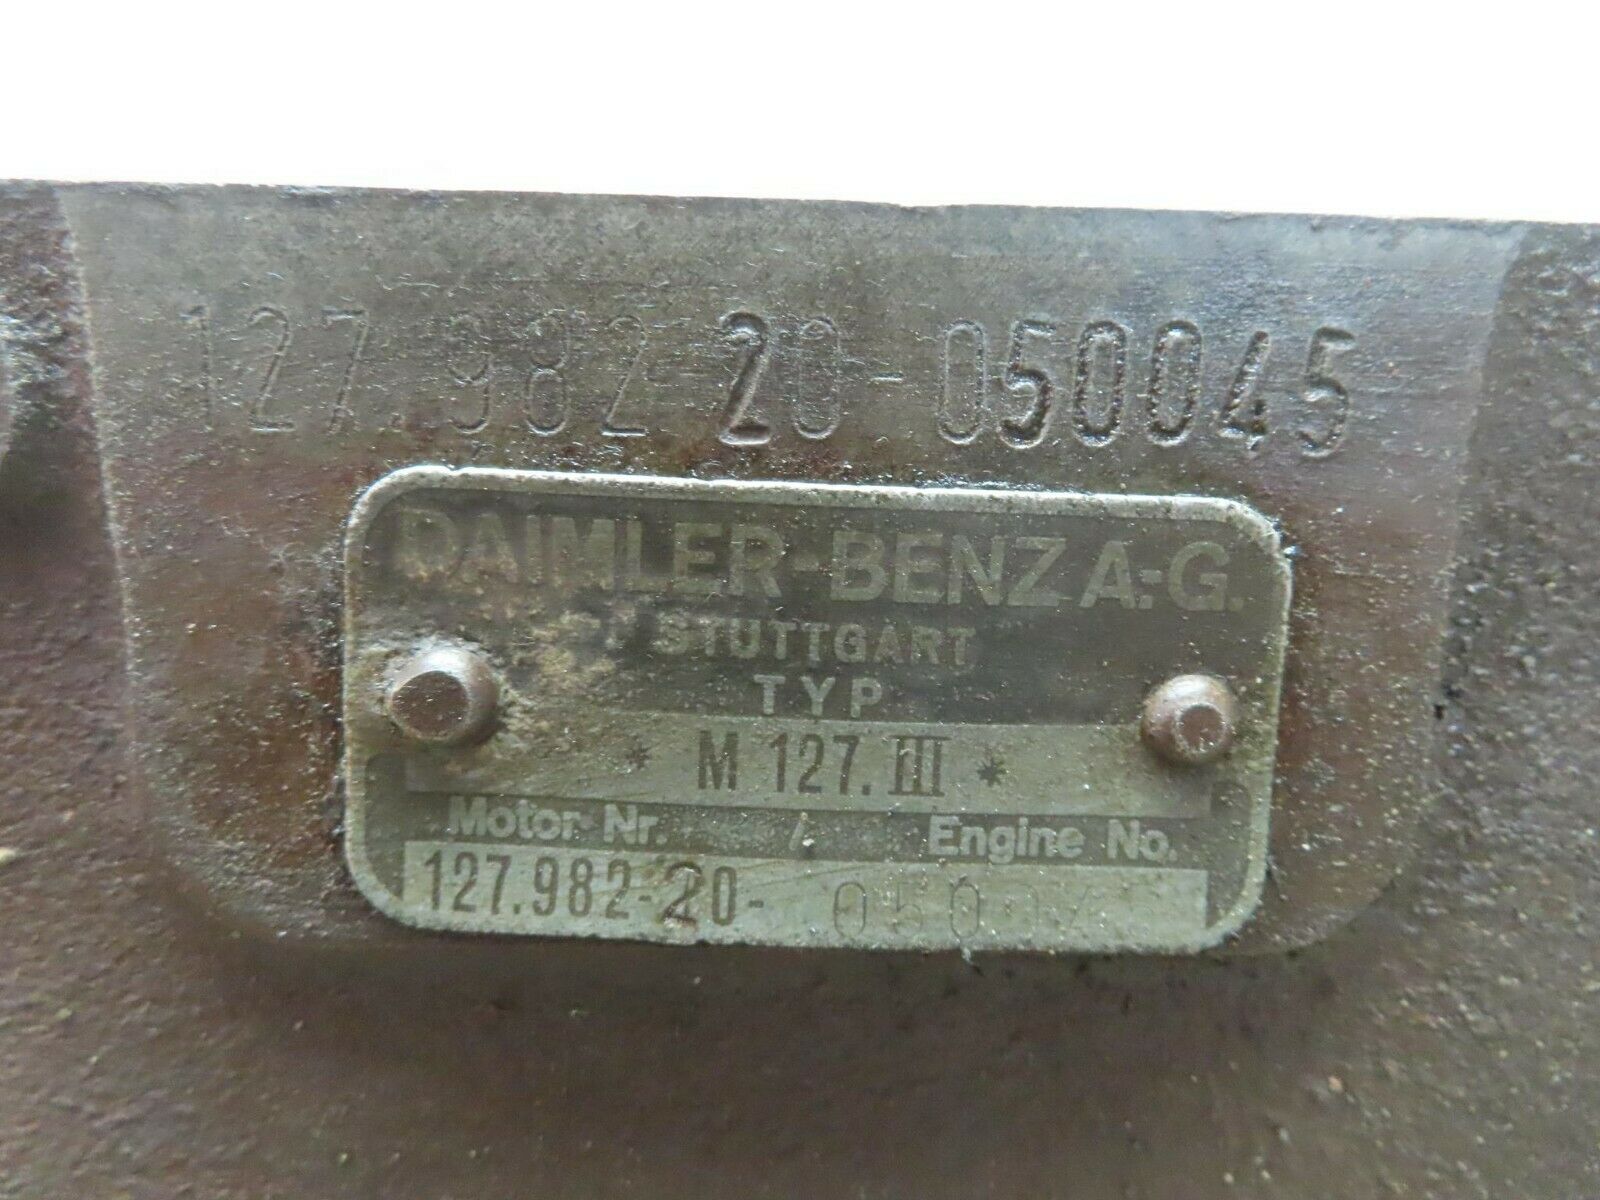 127.982-20-050045
DAIMLER-BENZ A.-G.
STUTTGART
TYP
* M 127.III *
Motor Nr. / Engine No.
127.982-20-